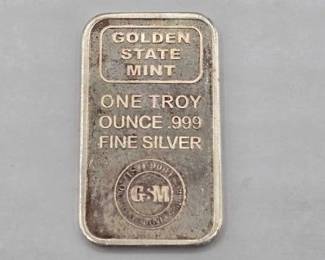 GOLDEN
STATE
MINT
ONE TROY
OUNCE .999
FINE SILVER
GSM